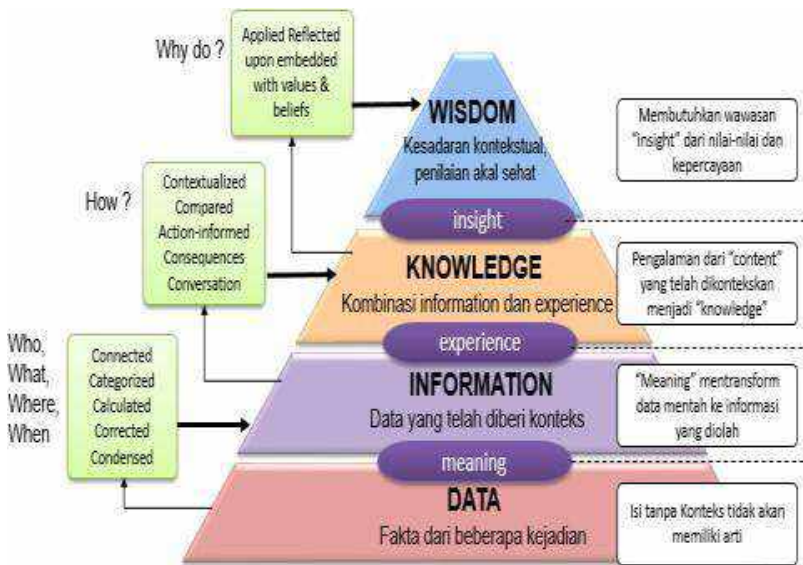 Why do ?
Applied Reflected
upon embedded
with values &
beliefs
WISDOM
Kesadaran kontekstual,
penilaian akal sehat
Membutuhkan wawasan
"insight" dari nilai-nilai dan
kepercayaan
insight
How ?
Contextualized
Compared
Action-informed
Consequences
Conversation
KNOWLEDGE
Kombinasi information dan experience
Pengalaman dari "content"
yang telah dikontekskan
menjadi "knowledge"
experience
Who,
What,
Where,
When
Connected
Categorized
Calculated
Corrected
Condensed
INFORMATION
Data yang telah diberi konteks
"Meaning" mentransform
data mentah ke informasi
yang diolah
meaning
DATA
Fakta dari beberapa kejadian
Isi tanpa Konteks tidak akan
memiliki arti